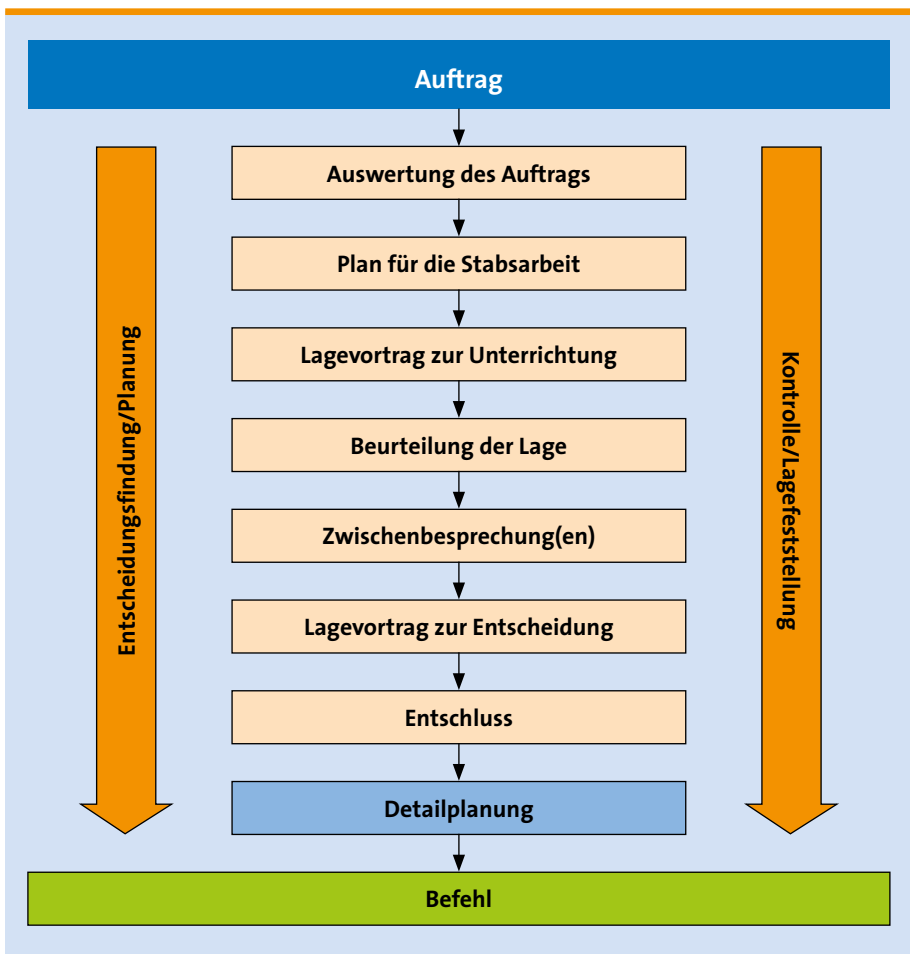 Auftrag
Auswertung des Auftrags
Plan für die Stabsarbeit
Lagevortrag zur Unterrichtung
Beurteilung der Lage
Zwischenbesprechung(en)
Lagevortrag zur Entscheidung
Entschluss
Detailplanung
Befehl
Entscheidungsfindung/Planung
Kontrolle/Lagefeststellung